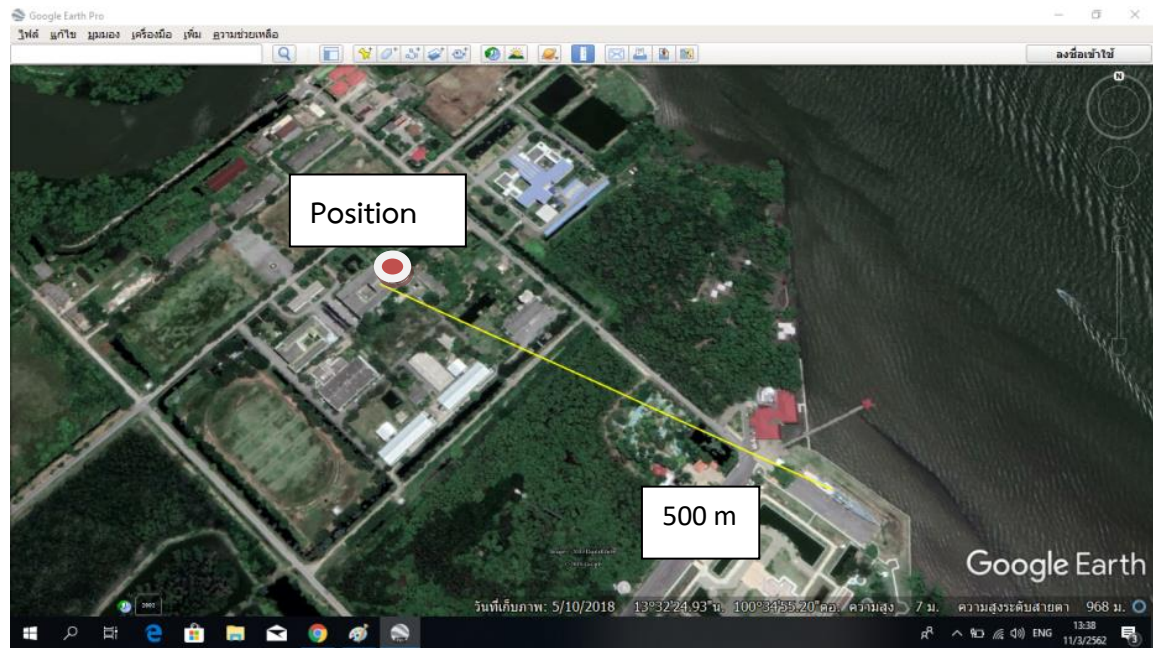 Google Earth Pro
ไฟล์ แก้ไข มุมมอง เครื่องมือ เพิ่ม ความช่วยเหลือ
ลงชื่อเข้าใช้
N
Position
500 m
Google Earth
2002
วันที่เก็บภาพ: 5/10/2018 13°32'24.93"น. 100°34'55.20"ตอ. ความสูง 7 ม. ความสูงระดับสายตา 968 ม.
ENG
13:38
11/3/2562